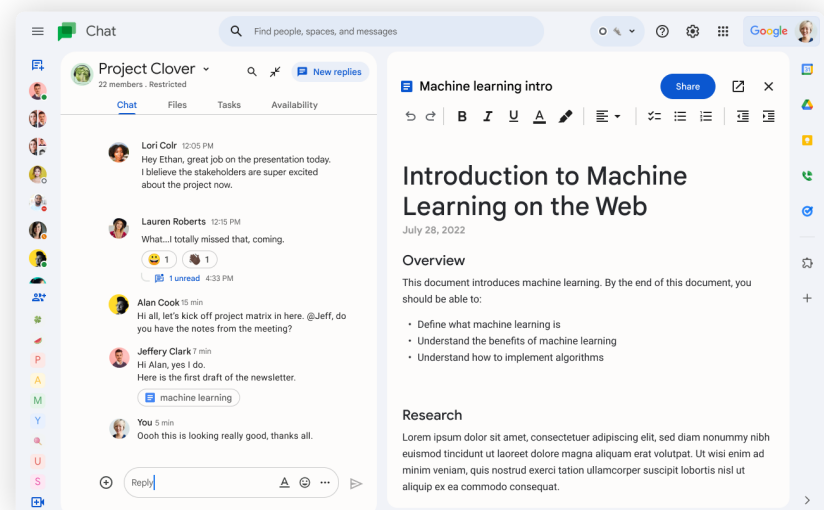 Chat
Find people, spaces, and messages
Google
Project Clover
22 members . Restricted
New replies
Chat Files Tasks Availability
Lori Colr 12:05 PM
Hey Ethan, great job on the presentation today.
I blelieve the stakeholders are super excited
about the project now.
Lauren Roberts 12:15 PM
What...I totally missed that, coming.
1 1
1 unread 4:33 PM
Alan Cook 15 min
Hi all, let's kick off project matrix in here. @Jeff, do
you have the notes from the meeting?
Jeffery Clark 7 min
Hi Alan, yes I do.
Here is the first draft of the newsletter.
machine learning
You 5 min
Oooh this is looking really good, thanks all.
Reply
A
P
A
M
Y
U
S
Machine learning intro
Share
B I U A
Introduction to Machine
Learning on the Web
July 28, 2022
Overview
This document introduces machine learning. By the end of this document, you
should be able to:
• Define what machine learning is
• Understand the benefits of machine learning
• Understand how to implement algorithms
Research
Lorem ipsum dolor sit amet, consectetuer adipiscing elit, sed diam nonummy nibh
euismod tincidunt ut laoreet dolore magna aliquam erat volutpat. Ut wisi enim ad
minim veniam, quis nostrud exerci tation ullamcorper suscipit lobortis nisl ut
aliquip ex ea commodo consequat.